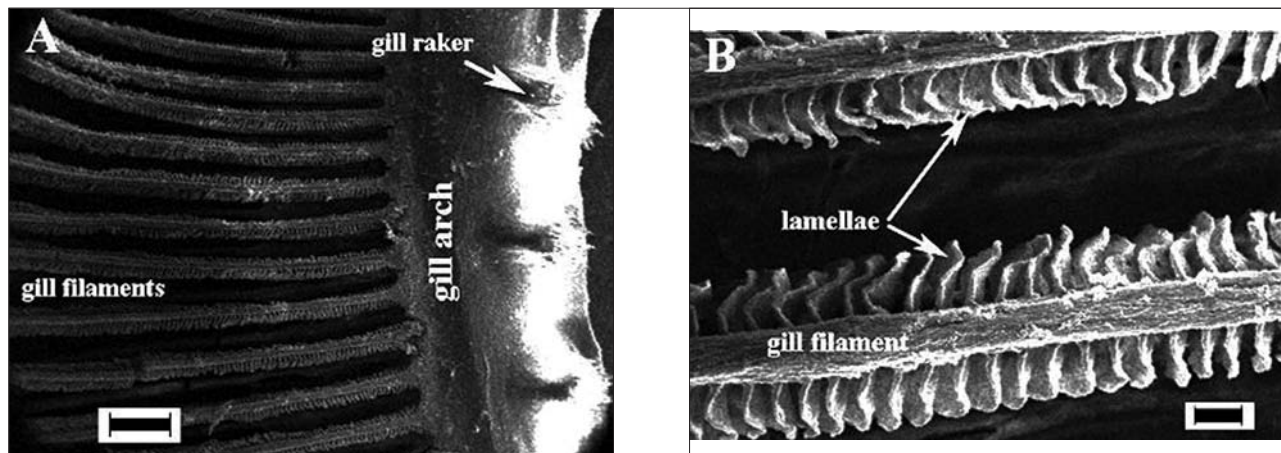 A
gill raker
gill arch
gill filaments
B
lamellae
gill filament